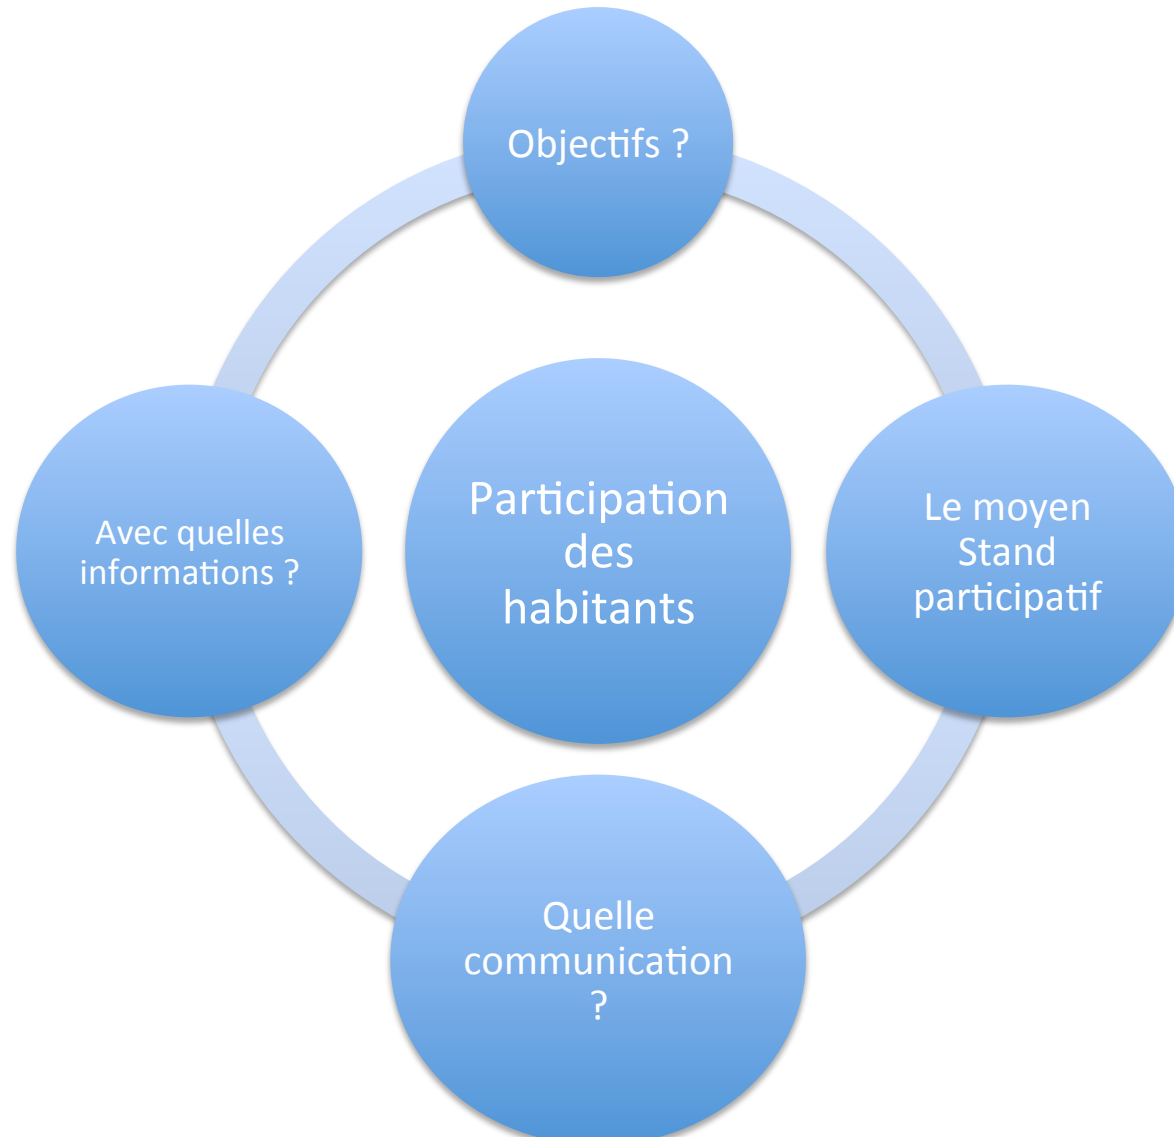 Objectifs ?
Avec quelles
informations ?
Participation
des
habitants
Le moyen
Stand
participatif
Quelle
communication
?